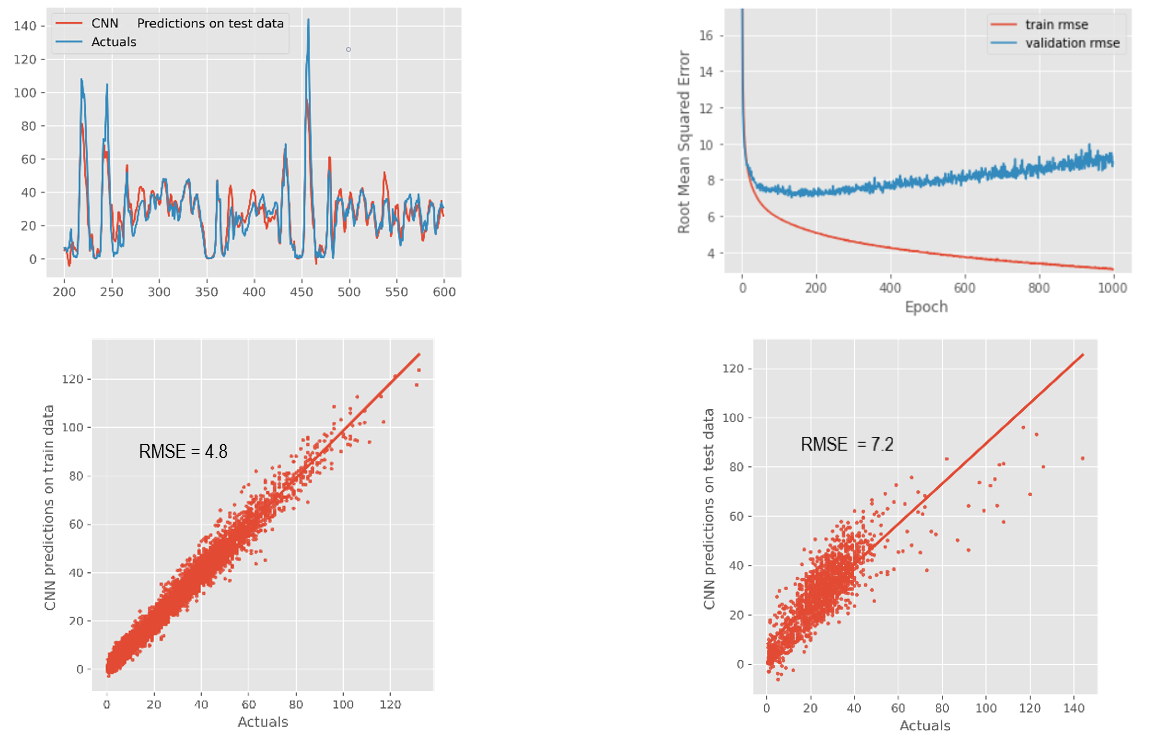 CNN Predictions on test data
Actuals
140
120
100
80
60
40
20
0
200 250 300 350 400 450 500 550 600
train rmse
validation rmse
Root Mean Squared Error
16
14
12
10
8
6
4
0 200 400 600 800 1000
Epoch
CNN predictions on train data
RMSE = 4.8
120
100
80
60
40
20
0
0 20 40 60 80 100 120
Actuals
CNN predictions on test data
RMSE = 7.2
120
100
80
60
40
20
0
0 20 40 60 80 100 120 140
Actuals